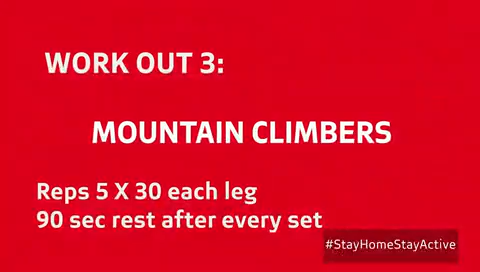 WORK OUT 3:
MOUNTAIN CLIMBERS
Reps 5 X 30 each leg
90 sec rest after every set
#StayHomeStayActive